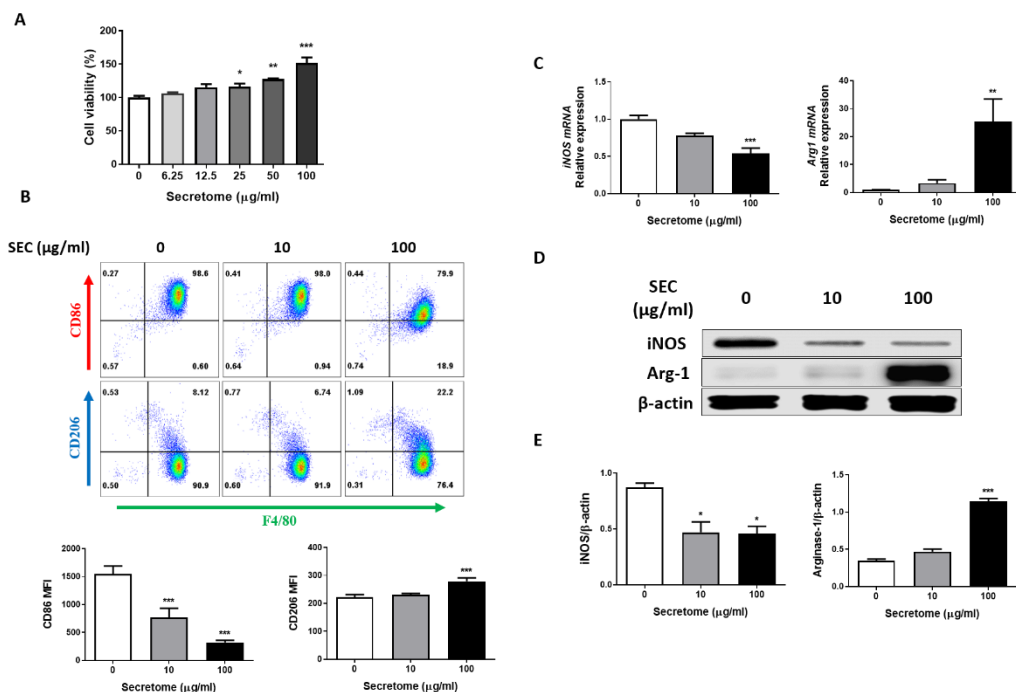 A
Cell viability (%)
200
150
100
50
0
*
**
***
0 6.25 12.5 25 50 100
Secretome (μg/ml)
B
SEC (μg/ml) 0 10 100
CD86
0.27 98.6
0.57 0.60
0.41 98.0
0.64 0.94
0.44 79.9
0.74 18.9
CD206
0.53 8.12
0.50 90.9
0.77 6.74
0.60 91.9
1.09 22.2
0.31 76.4
F4/80
CD86 MFI
2000
1500
1000
500
0
***
***
0 10 100
Secretome (μg/ml)
CD206 MFI
400
300
200
100
0
***
0 10 100
Secretome (μg/ml)
C
iNOS mRNA
Relative expression
1.5
1.0
0.5
0.0
***
0 10 100
Secretome (μg/ml)
Arg1 mRNA
Relative expression
40
30
20
10
0
**
0 10 100
Secretome (μg/ml)
D
SEC
(μg/ml)
0 10 100
iNOS
Arg-1
β-actin
E
iNOS/β-actin
1.0
0.5
0.0
*
*
0 10 100
Secretome (μg/ml)
Arginase-1/β-actin
1.5
1.0
0.5
0.0
***
0 10 100
Secretome (μg/ml)